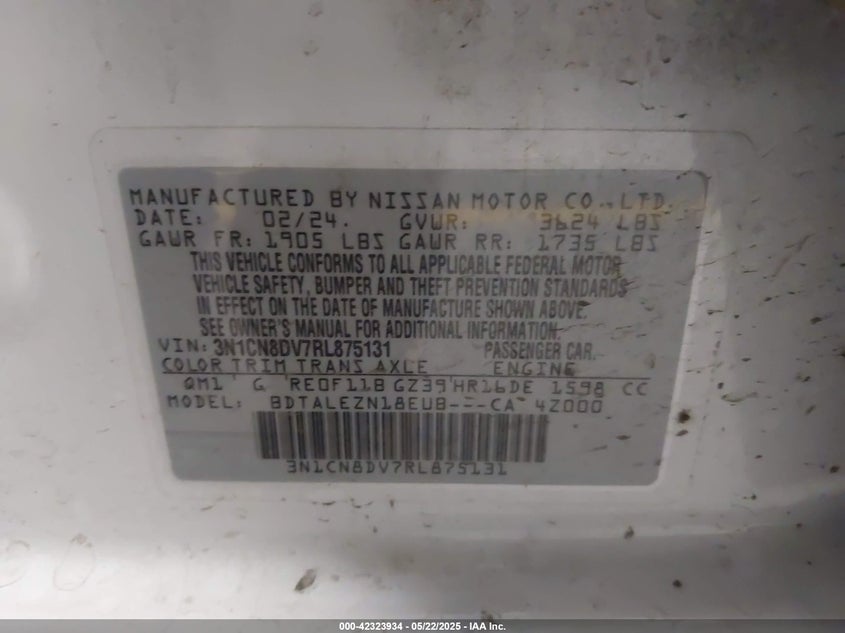 MANUFACTURED BY NISSAN MOTOR CO., LTD.
DATE: 02/24. GVWR: 3624 LBS
GAWR FR: 1905 LBS GAWR RR: 1735 LBS
THIS VEHICLE CONFORMS TO ALL APPLICABLE FEDERAL MOTOR
VEHICLE SAFETY, BUMPER AND THEFT PREVENTION STANDARDS
IN EFFECT ON THE DATE OF MANUFACTURE SHOWN ABOVE.
SEE OWNER'S MANUAL FOR ADDITIONAL INFORMATION.
VIN: 3N1CN8DV7RL875131 PASSENGER CAR.
COLOR TRIM TRANS AXLE ENGINE
QM1 G RE0F11B GZ39 HR16DE 1598 CC
MODEL: BDTALEZN18EUB---CA 4Z000
3N1CN8DV7RL875131
000-42323934 - 05/22/2025 - IAA Inc.